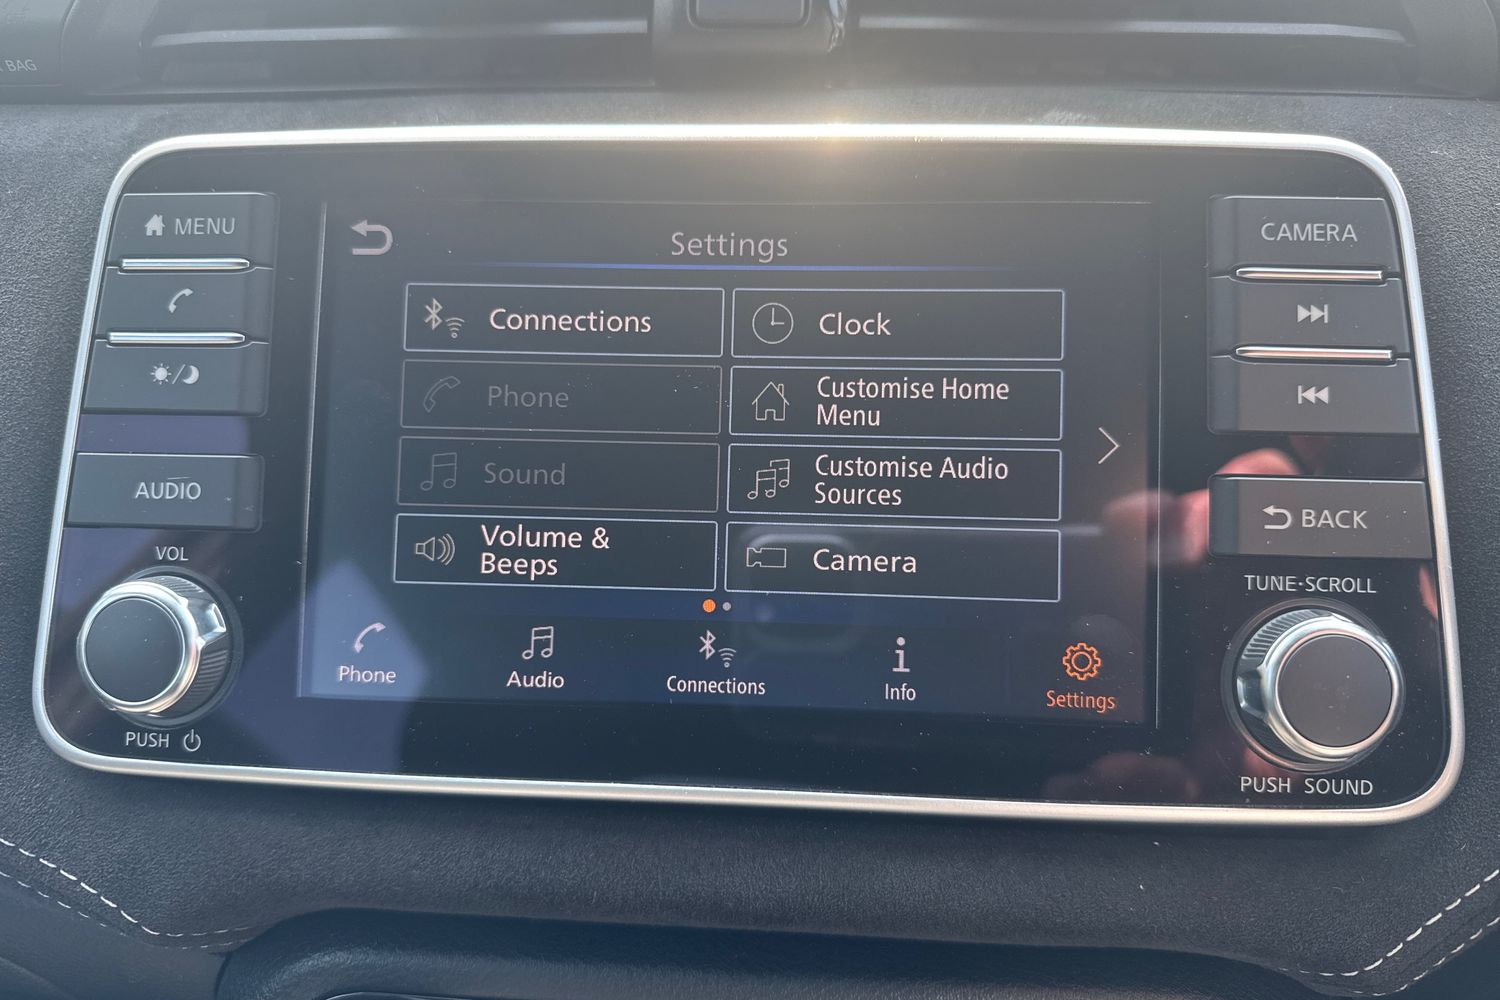 BAG
MENU
CAMERA
Settings
Connections
Clock
Phone
Customise Home
Menu
Sound
Customise Audio
Sources
Volume &
Beeps
Camera
AUDIO
BACK
VOL
TUNE-SCROLL
Phone
Audio
Connections
Info
Settings
PUSH
PUSH SOUND